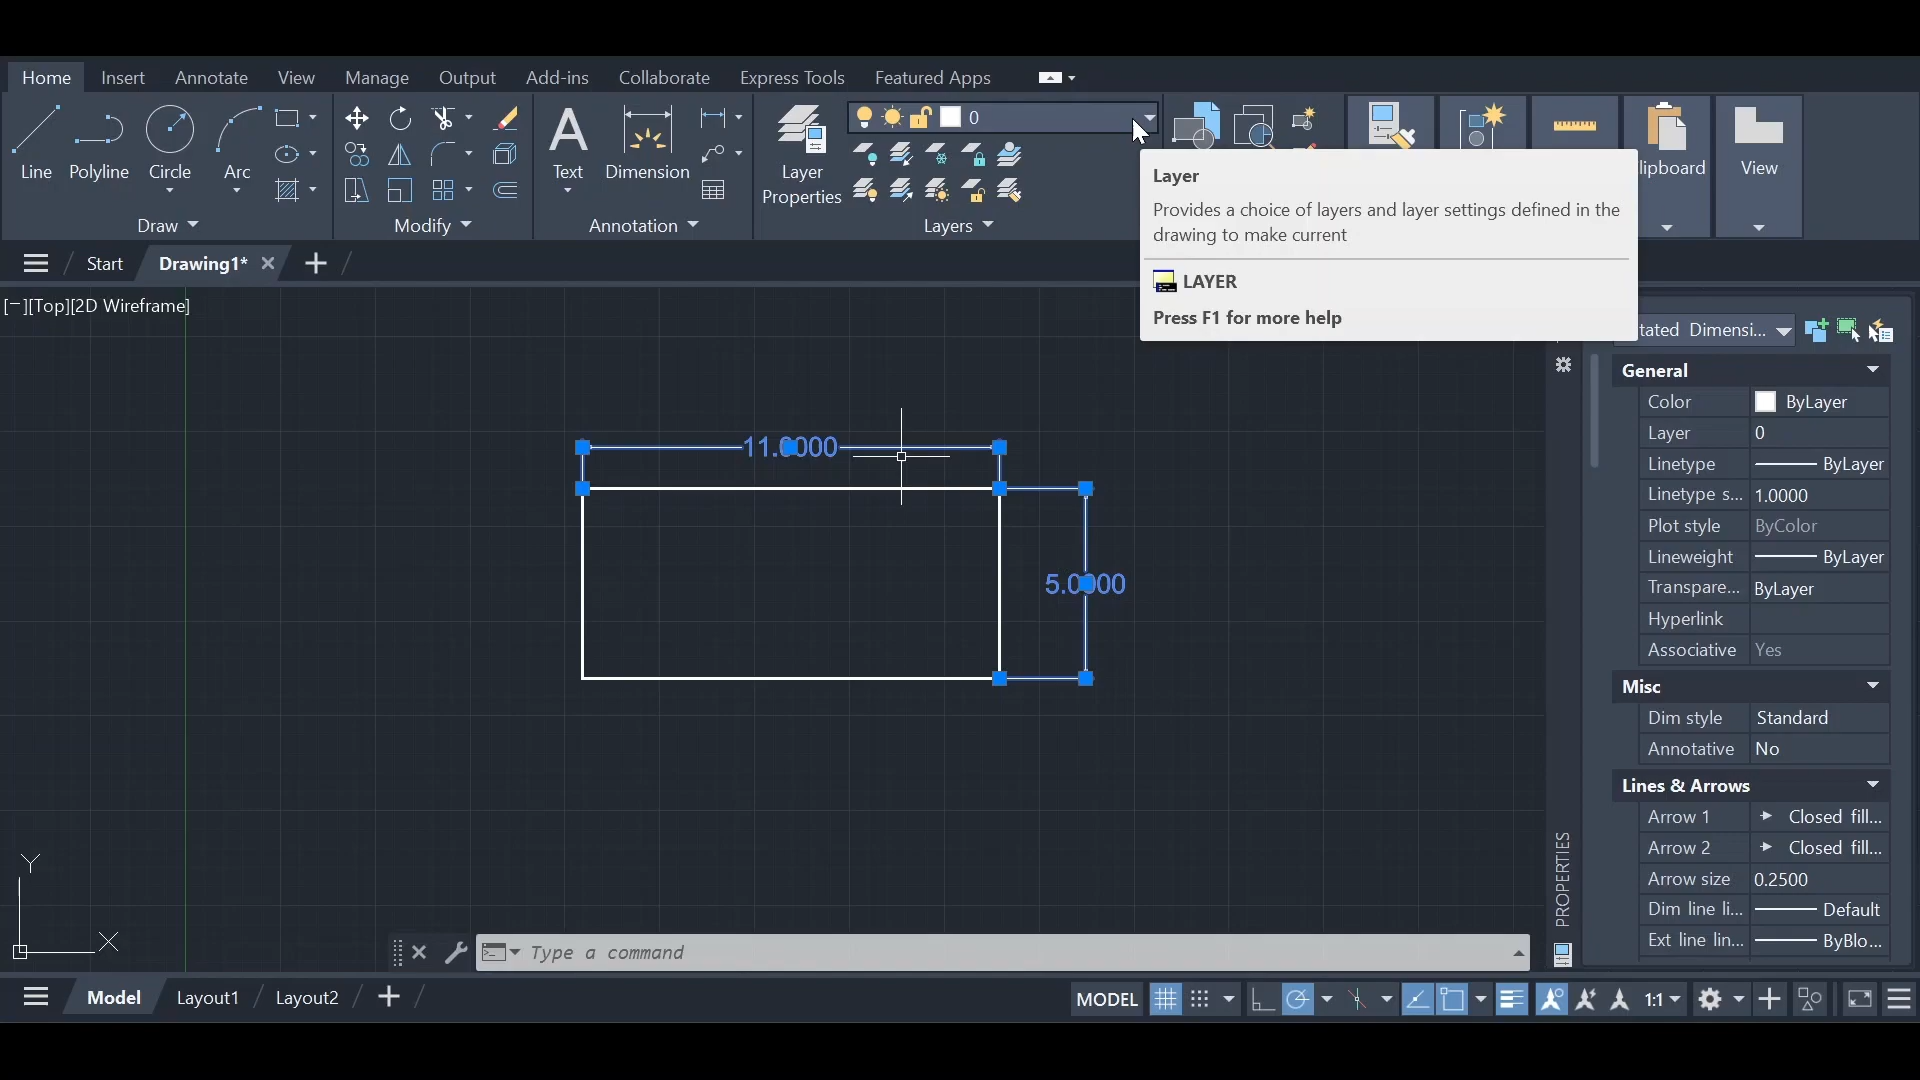 Home Insert Annotate View Manage Output Add-ins Collaborate Express Tools Featured Apps
0
Line Polyline Circle Arc
Text Dimension
Layer
Properties
lipboard
View
Draw Modify Annotation Layers
Layer
Provides a choice of layers and layer settings defined in the
drawing to make current
LAYER
Press F1 for more help
Start Drawing1*
[−][Top][2D Wireframe]
tated Dimensi...
General
Color ByLayer
Layer 0
Linetype ByLayer
Linetype s... 1.0000
Plot style ByColor
Lineweight ByLayer
Transpare... ByLayer
Hyperlink
Associative Yes
Misc
Dim style Standard
Annotative No
Lines & Arrows
Arrow 1 Closed fill...
Arrow 2 Closed fill...
Arrow size 0.2500
Dim line li... Default
Ext line lin... ByBlo...
PROPERTIES
11.0000
5.0000
Y
X
Type a command
Model Layout1 Layout2
MODEL
1:1